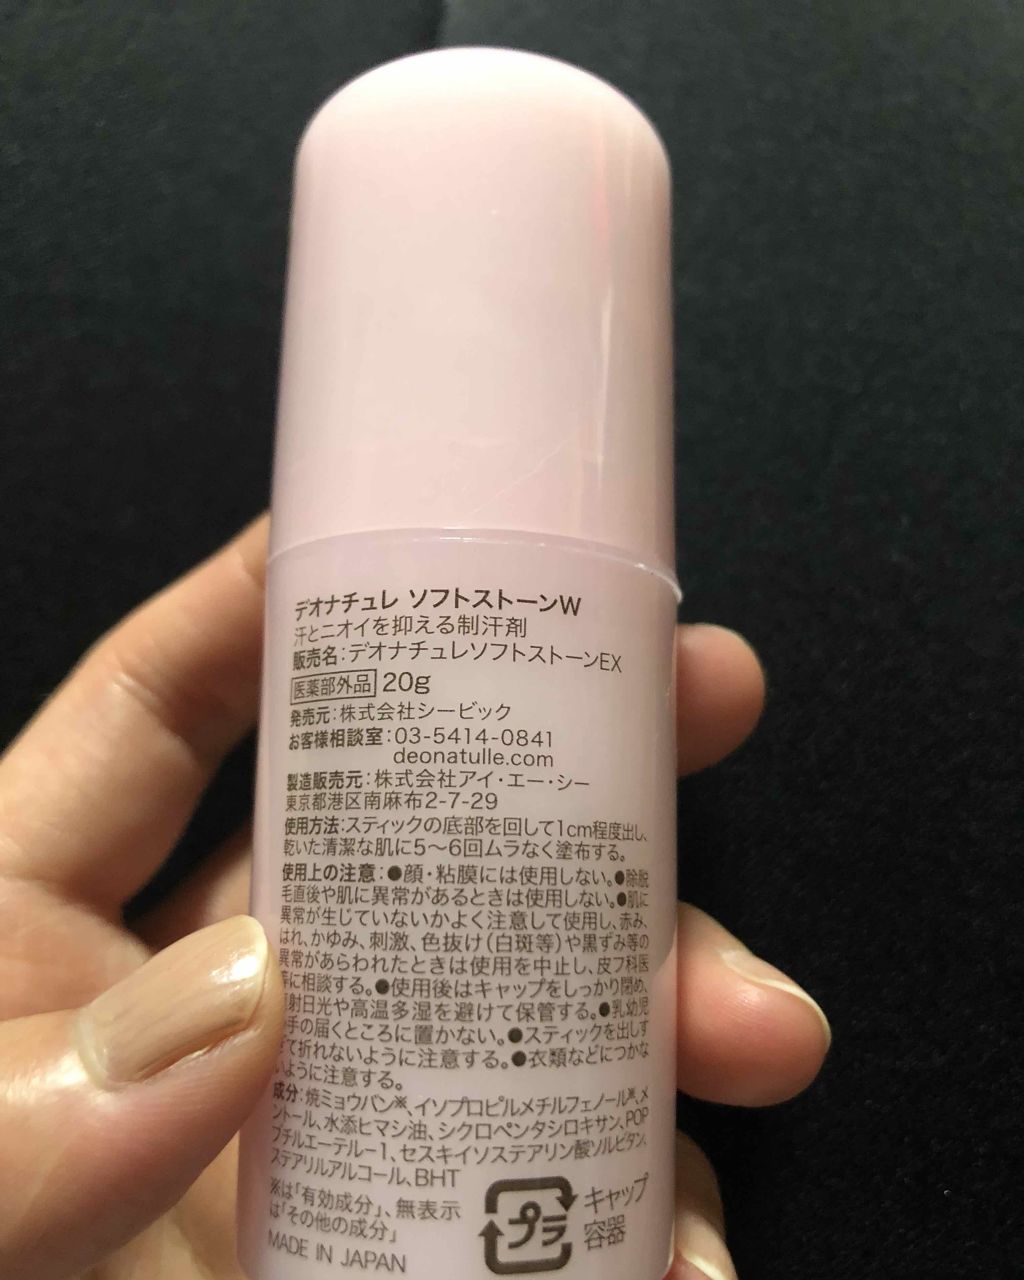 デオナチュレ ソフトストーンW
汗とニオイを抑える制汗剤
販売名:デオナチュレソフトストーンEX
医薬部外品 20g
発売元:株式会社シービック
お客様相談室:03-5414-0841
deonatulle.com
製造販売元:株式会社アイ・エー・シー
東京都港区南麻布2-7-29
使用方法:スティックの底部を回して1cm程度出し、
乾いた清潔な肌に5〜6回ムラなく塗布する。
使用上の注意:●顔・粘膜には使用しない。●除脱
毛直後や肌に異常があるときは使用しない。●肌に
異常が生じていないかよく注意して使用し、赤み、
はれ、かゆみ、刺激、色抜け(白斑等)や黒ずみ等の
異常があらわれたときは使用を中止し、皮フ科医
等に相談する。●使用後はキャップをしっかり閉め、
直射日光や高温多湿を避けて保管する。●乳幼児
の手の届くところに置かない。●スティックを出しす
ぎて折れないように注意する。●衣類などにつかな
いように注意する。
成分:焼ミョウバン※、イソプロピルメチルフェノール※、メ
ントール、水添ヒマシ油、シクロペンタシロキサン、POP
ブチルエーテル-1、セスキイソステアリン酸ソルビタン、
ステアリルアルコール、BHT
※は「有効成分」、無表示
は「その他の成分」
MADE IN JAPAN
プラ
キャップ
容器